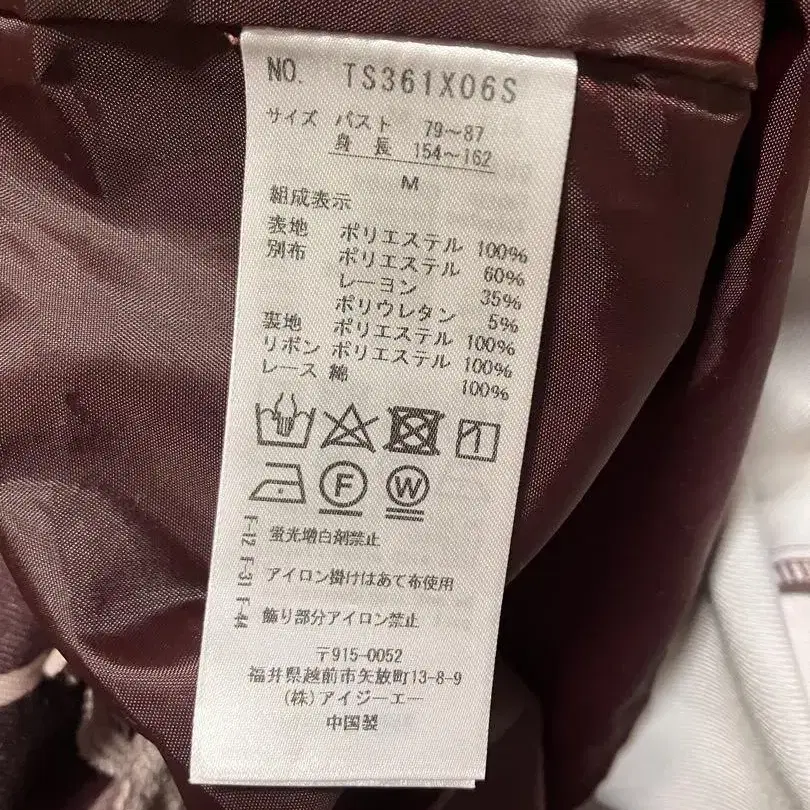 NO. TS361X06S
サイズ バスト 79～87
身長 154～162
M
組成表示
表地 ポリエステル 100%
別布 ポリエステル 60%
レーヨン 35%
ポリウレタン 5%
裏地 ポリエステル 100%
リボン ポリエステル 100%
レース 綿 100%
F
W
F-12 F-31 F-44
蛍光増白剤禁止
アイロン掛けはあて布使用
飾り部分アイロン禁止
〒915-0052
福井県越前市矢放町13-8-9
(株)アイジーエー
中国製